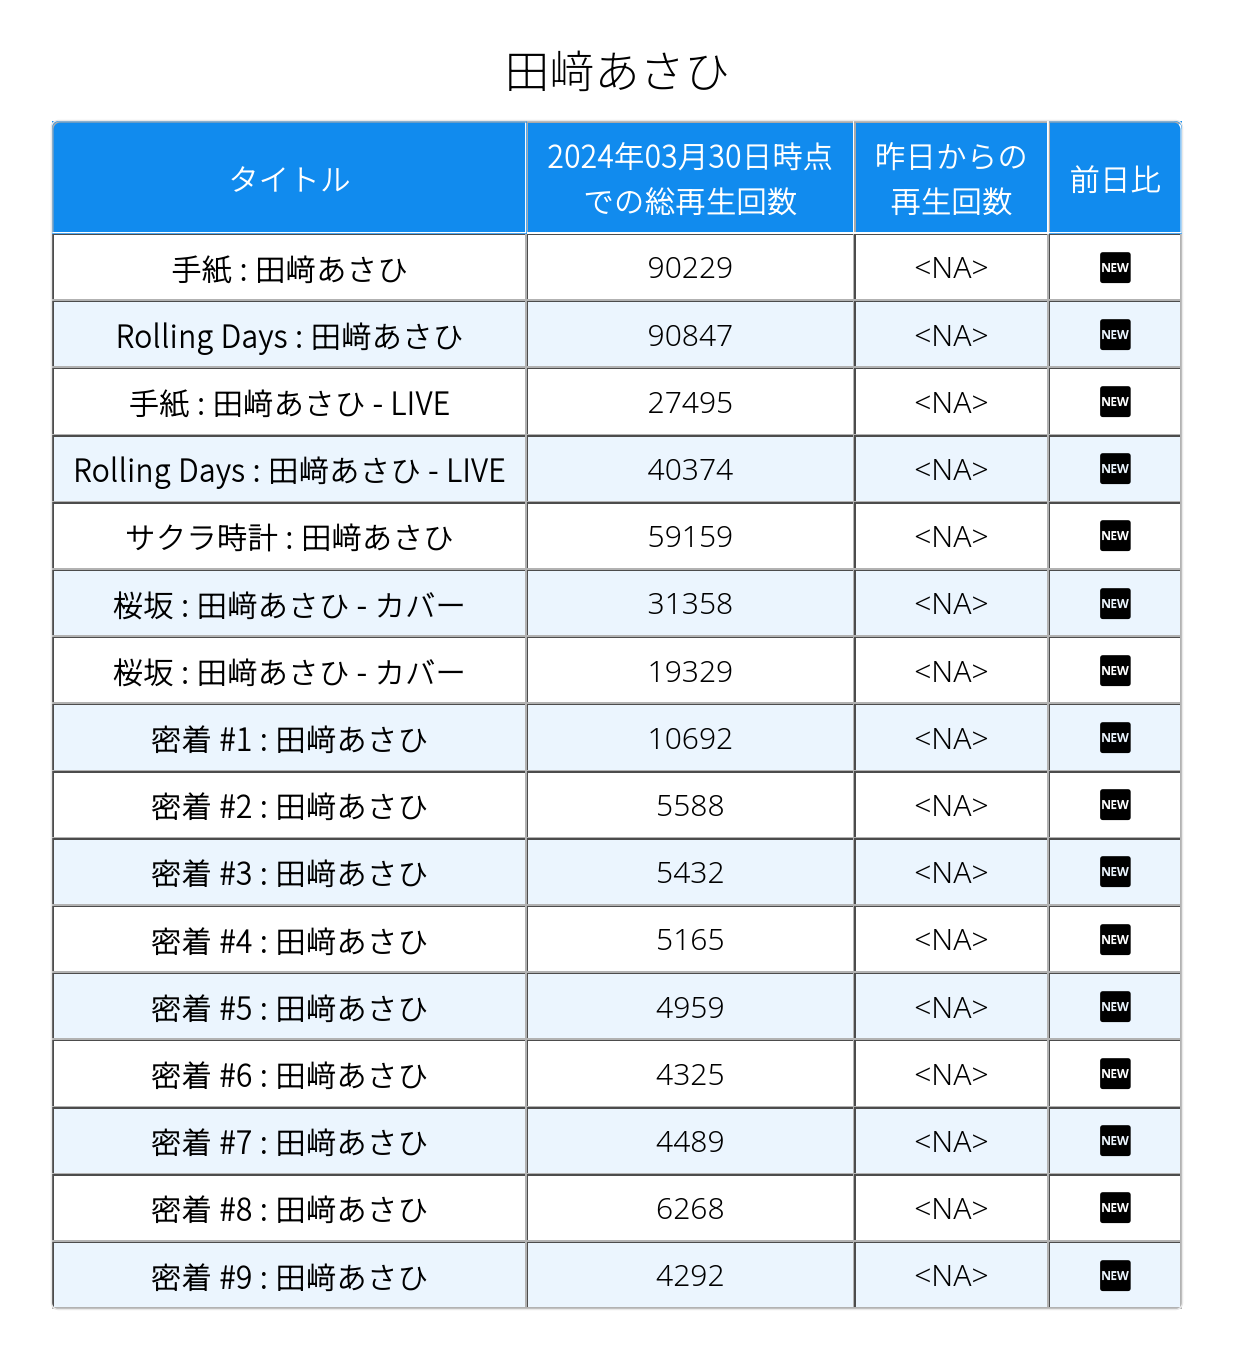 田﨑あさひ
タイトル
2024年03月30日時点
での総再生回数
昨日からの
再生回数
前日比
手紙 : 田﨑あさひ 90229 <NA> NEW
Rolling Days : 田﨑あさひ 90847 <NA> NEW
手紙 : 田﨑あさひ - LIVE 27495 <NA> NEW
Rolling Days : 田﨑あさひ - LIVE 40374 <NA> NEW
サクラ時計 : 田﨑あさひ 59159 <NA> NEW
桜坂 : 田﨑あさひ - カバー 31358 <NA> NEW
桜坂 : 田﨑あさひ - カバー 19329 <NA> NEW
密着 #1 : 田﨑あさひ 10692 <NA> NEW
密着 #2 : 田﨑あさひ 5588 <NA> NEW
密着 #3 : 田﨑あさひ 5432 <NA> NEW
密着 #4 : 田﨑あさひ 5165 <NA> NEW
密着 #5 : 田﨑あさひ 4959 <NA> NEW
密着 #6 : 田﨑あさひ 4325 <NA> NEW
密着 #7 : 田﨑あさひ 4489 <NA> NEW
密着 #8 : 田﨑あさひ 6268 <NA> NEW
密着 #9 : 田﨑あさひ 4292 <NA> NEW